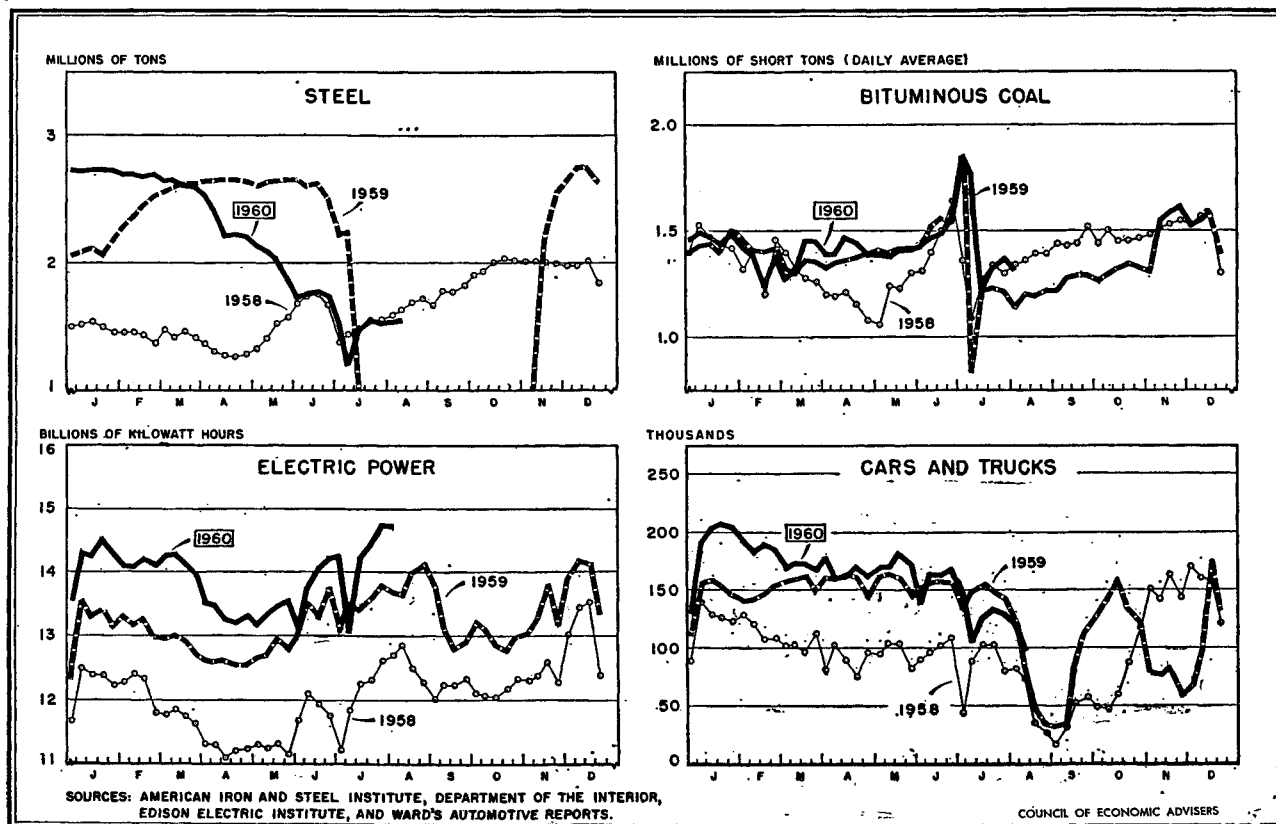 MILLIONS OF TONS
STEEL
3
2
1
1960
1959
1958
J F M A M J J A S O N D
MILLIONS OF SHORT TONS (DAILY AVERAGE)
BITUMINOUS COAL
2.0
1.5
1.0
1960
1959
1958
J F M A M J J A S O N D
BILLIONS OF KILOWATT HOURS
ELECTRIC POWER
16
15
14
13
12
11
1960
1959
1958
J F M A M J J A S O N D
THOUSANDS
CARS AND TRUCKS
250
200
150
100
50
0
1960
1959
1958
J F M A M J J A S O N D
SOURCES: AMERICAN IRON AND STEEL INSTITUTE, DEPARTMENT OF THE INTERIOR,
EDISON ELECTRIC INSTITUTE, AND WARD'S AUTOMOTIVE REPORTS.
COUNCIL OF ECONOMIC ADVISERS